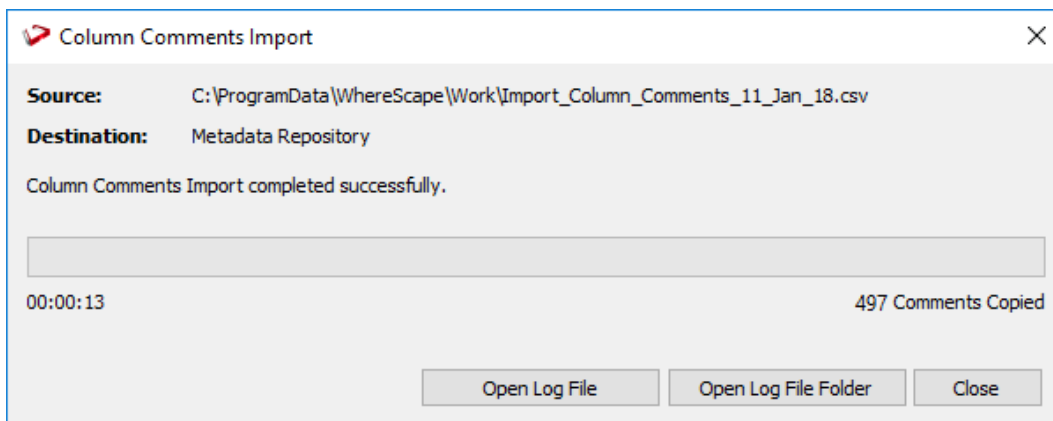 Column Comments Import
Source: C:\ProgramData\WhereScape\Work\Import_Column_Comments_11_Jan_18.csv
Destination: Metadata Repository
Column Comments Import completed successfully.
00:00:13 497 Comments Copied
Open Log File Open Log File Folder Close